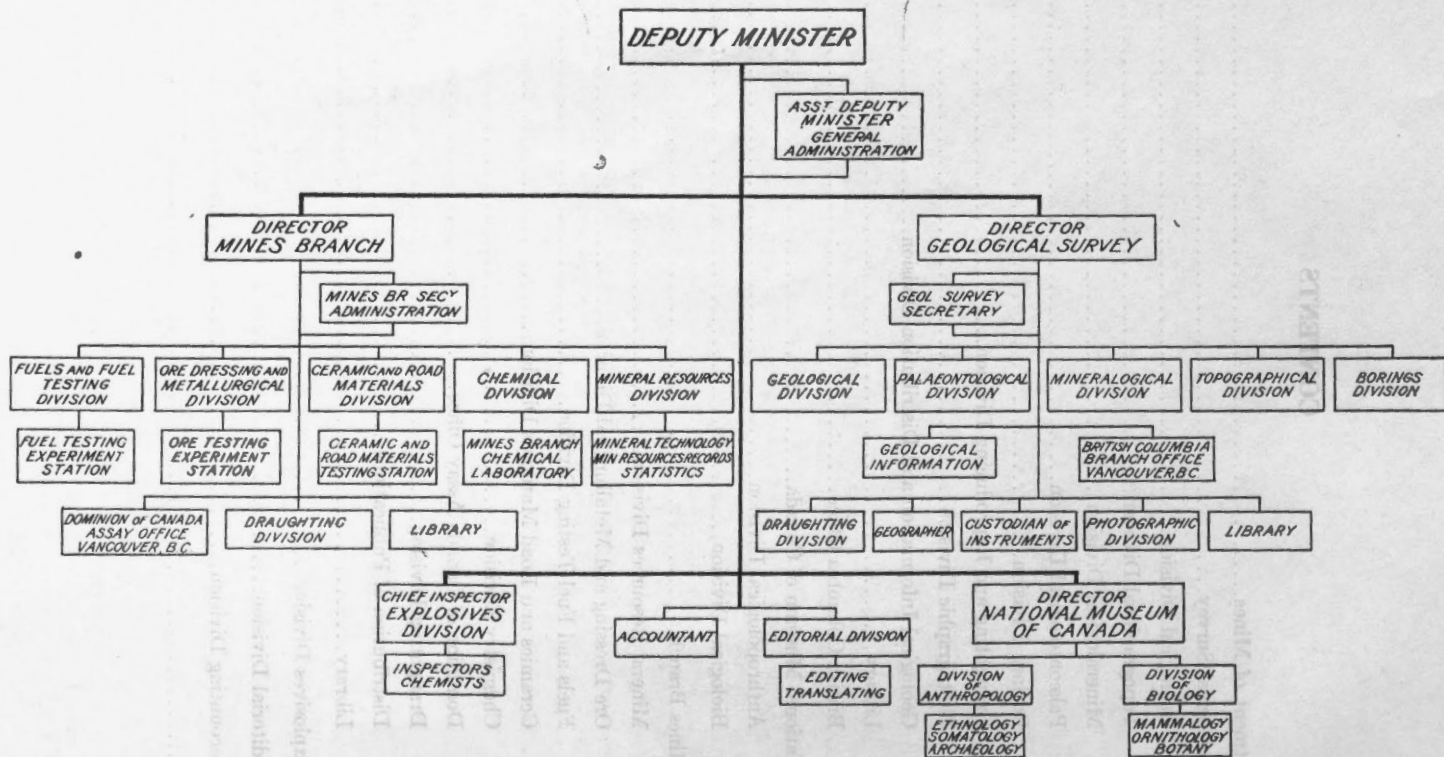 DEPUTY MINISTER
ASST DEPUTY
MINISTER
GENERAL
ADMINISTRATION
DIRECTOR
MINES BRANCH
DIRECTOR
GEOLOGICAL SURVEY
MINES BR SECY
ADMINISTRATION
GEOL SURVEY
SECRETARY
FUELS AND FUEL
TESTING
DIVISION
ORE DRESSING AND
METALLURGICAL
DIVISION
CERAMIC AND ROAD
MATERIALS
DIVISION
CHEMICAL
DIVISION
MINERAL RESOURCES
DIVISION
GEOLOGICAL
DIVISION
PALAEONTOLOGICAL
DIVISION
MINERALOGICAL
DIVISION
TOPOGRAPHICAL
DIVISION
BORINGS
DIVISION
FUEL TESTING
EXPERIMENT
STATION
ORE TESTING
EXPERIMENT
STATION
CERAMIC AND
ROAD MATERIALS
TESTING STATION
MINES BRANCH
CHEMICAL
LABORATORY
MINERAL TECHNOLOGY
MIN RESOURCES RECORDS
STATISTICS
GEOLOGICAL
INFORMATION
BRITISH COLUMBIA
BRANCH OFFICE
VANCOUVER, B.C
DOMINION OF CANADA
ASSAY OFFICE
VANCOUVER, B.C.
DRAUGHTING
DIVISION
LIBRARY
DRAUGHTING
DIVISION
GEOGRAPHER
CUSTODIAN OF
INSTRUMENTS
PHOTOGRAPHIC
DIVISION
LIBRARY
CHIEF INSPECTOR
EXPLOSIVES
DIVISION
ACCOUNTANT
EDITORIAL DIVISION
DIRECTOR
NATIONAL MUSEUM
OF CANADA
INSPECTORS
CHEMISTS
EDITING
TRANSLATING
DIVISION
OF
ANTHROPOLOGY
DIVISION
OF
BIOLOGY
ETHNOLOGY
SOMATOLOGY
ARCHAEOLOGY
MAMMALOGY
ORNITHOLOGY
BOTANY